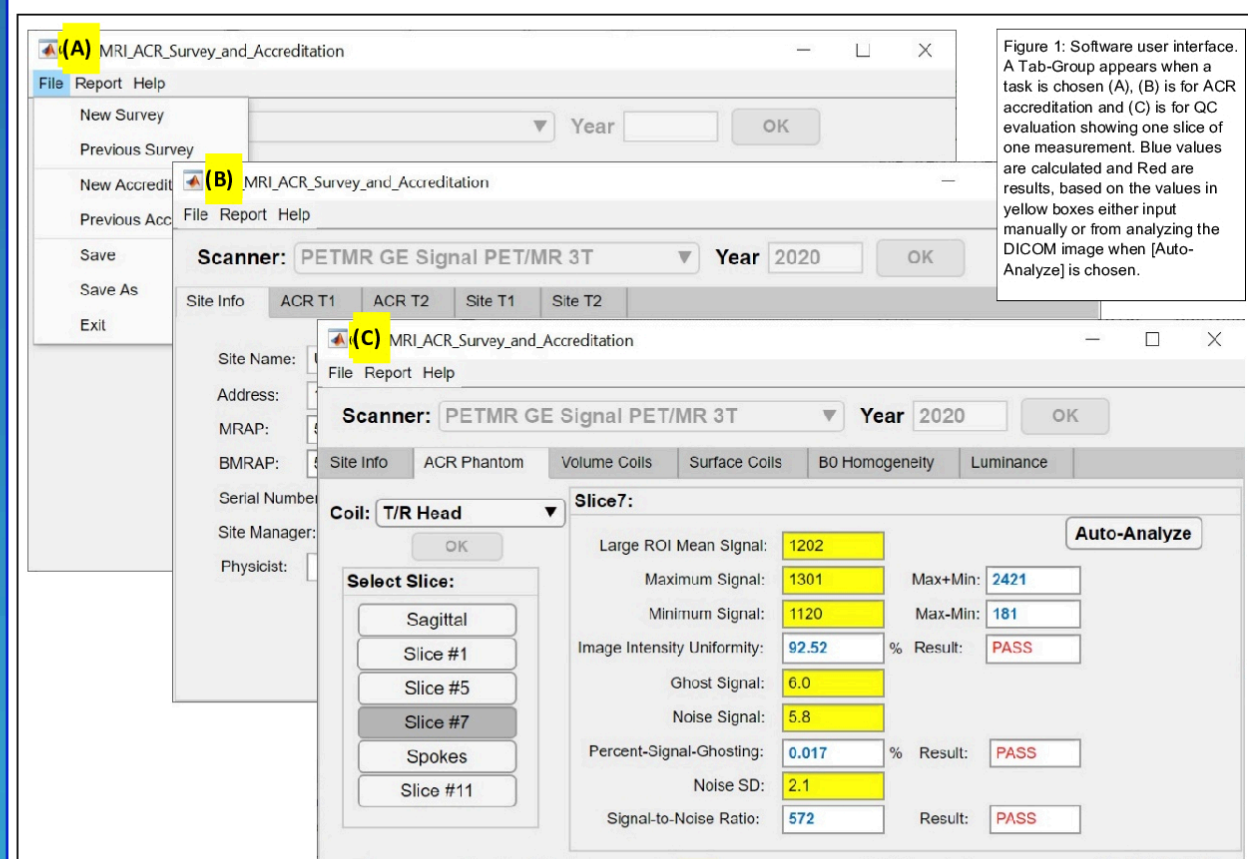 (A) MRI_ACR_Survey_and_Accreditation
File Report Help
New Survey
Previous Survey
New Accredit
Previous Acc
Save
Save As
Exit
Year
OK
(B) _MRI_ACR_Survey_and_Accreditation
File Report Help
Scanner: PETMR GE Signal PET/MR 3T Year 2020 OK
Site Info ACR T1 ACR T2 Site T1 Site T2
Site Name:
Address:
MRAP:
BMRAP:
Serial Number
Site Manager:
Physicist:
(C) MRI_ACR_Survey_and_Accreditation
File Report Help
Scanner: PETMR GE Signal PET/MR 3T Year 2020 OK
Site Info ACR Phantom Volume Coils Surface Coils B0 Homogeneity Luminance
Coil: T/R Head
OK
Select Slice:
Sagittal
Slice #1
Slice #5
Slice #7
Spokes
Slice #11
Slice7:
Auto-Analyze
Large ROI Mean Signal: 1202
Maximum Signal: 1301 Max+Min: 2421
Minimum Signal: 1120 Max-Min: 181
Image Intensity Uniformity: 92.52 % Result: PASS
Ghost Signal: 6.0
Noise Signal: 5.8
Percent-Signal-Ghosting: 0.017 % Result: PASS
Noise SD: 2.1
Signal-to-Noise Ratio: 572 Result: PASS
Figure 1: Software user interface.
A Tab-Group appears when a
task is chosen (A), (B) is for ACR
accreditation and (C) is for QC
evaluation showing one slice of
one measurement. Blue values
are calculated and Red are
results, based on the values in
yellow boxes either input
manually or from analyzing the
DICOM image when [Auto-
Analyze] is chosen.